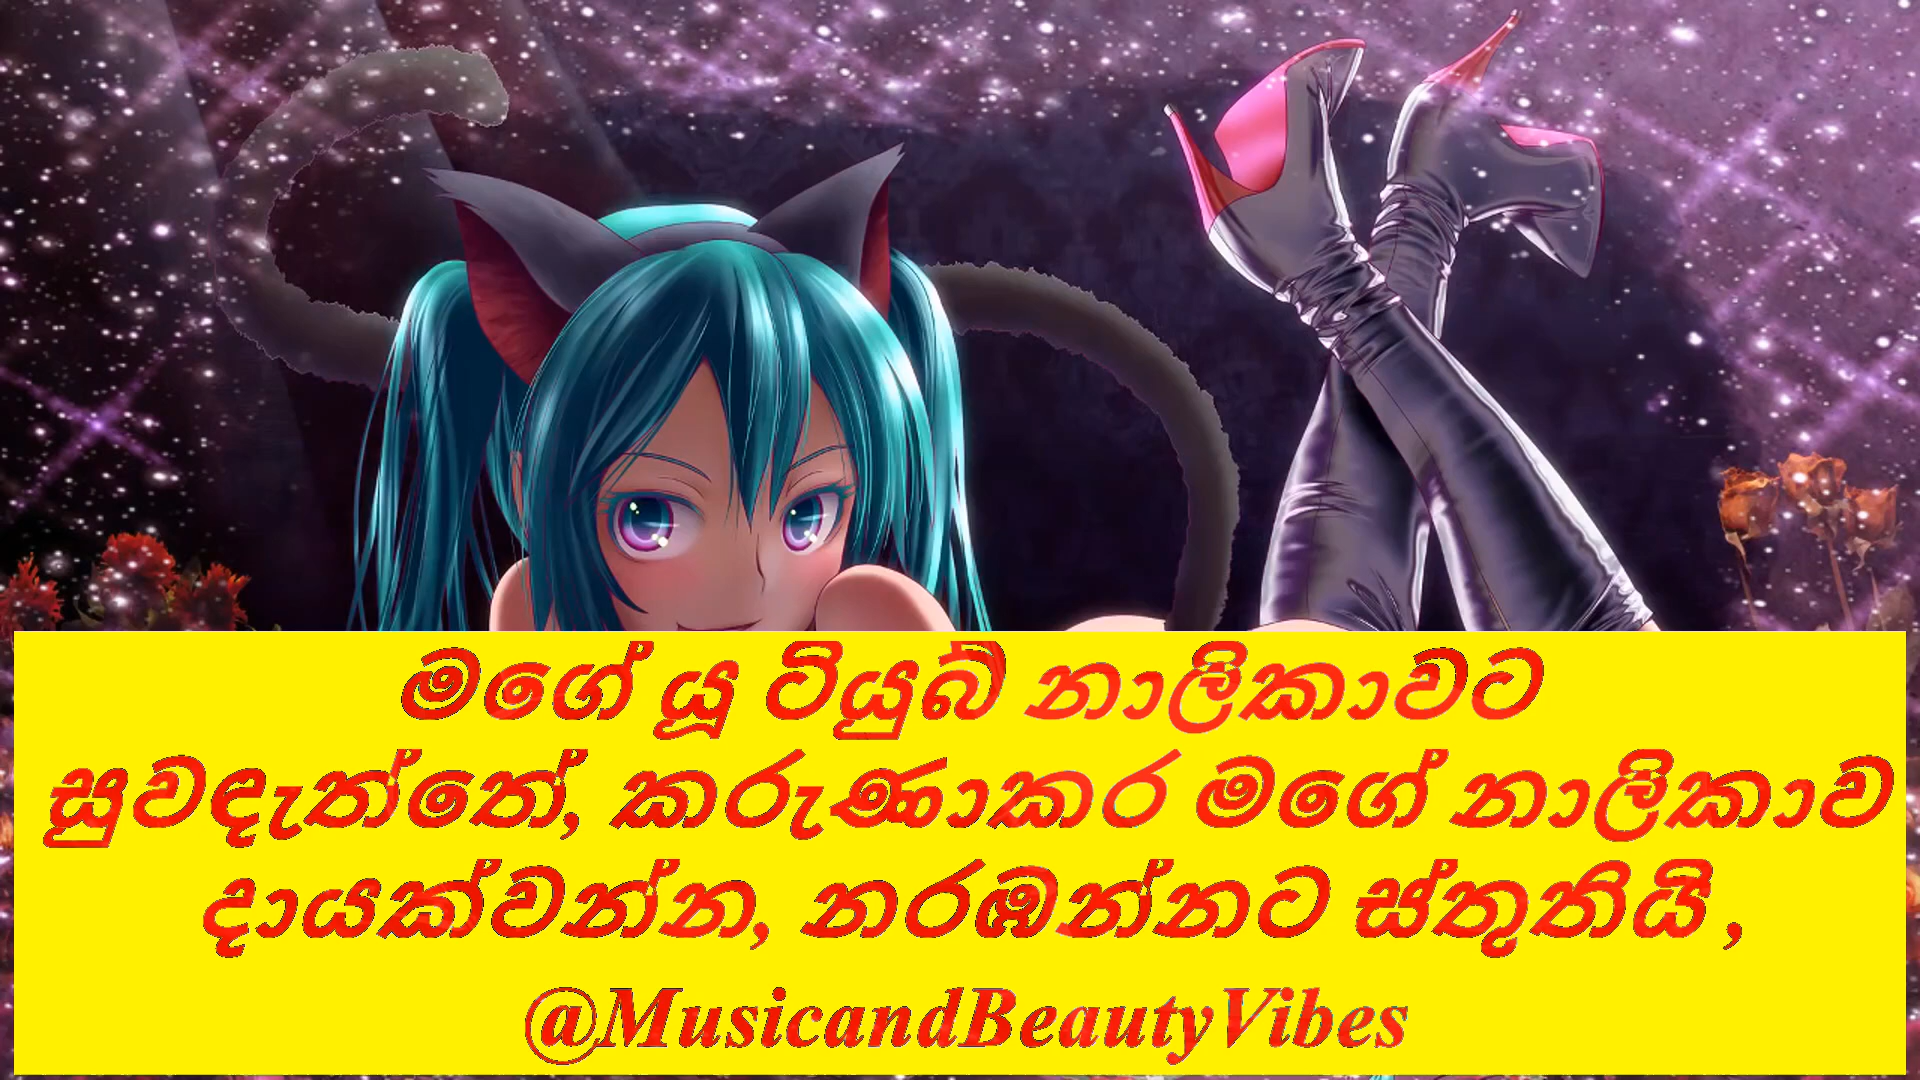 මගේ යූ ටියුබ් නාලිකාවට
සුවඳැත්තේ, කරුණාකර මගේ නාලිකාව
දායක්වන්න, නරඹන්නට ස්තුතියි ,
@MusicandBeautyVibes